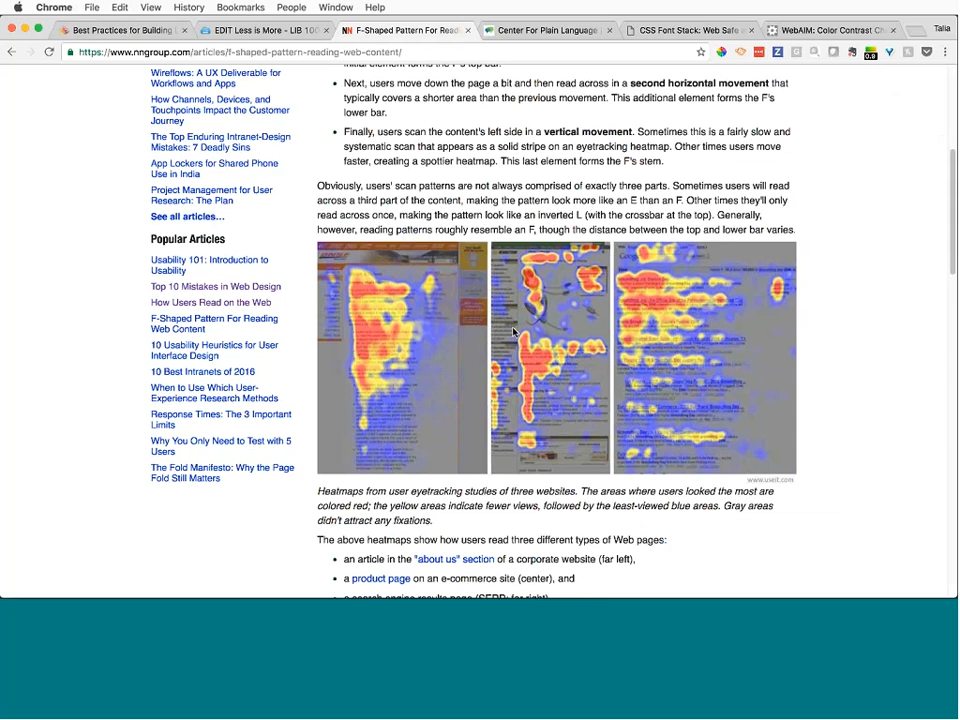 Chrome File Edit View History Bookmarks People Window Help
Best Practices for Building
EDIT Less is More - LIB 100
F-Shaped Pattern For Read
Center For Plain Language
CSS Font Stack: Web Safe a
WebAIM: Color Contrast Ch
Talia
https://www.nngroup.com/articles/f-shaped-pattern-reading-web-content/
0.8
Wireflows: A UX Deliverable for
Workflows and Apps
How Channels, Devices, and
Touchpoints Impact the Customer
Journey
The Top Enduring Intranet-Design
Mistakes: 7 Deadly Sins
App Lockers for Shared Phone
Use in India
Project Management for User
Research: The Plan
See all articles...
Popular Articles
Usability 101: Introduction to
Usability
Top 10 Mistakes in Web Design
How Users Read on the Web
F-Shaped Pattern For Reading
Web Content
10 Usability Heuristics for User
Interface Design
10 Best Intranets of 2016
When to Use Which User-
Experience Research Methods
Response Times: The 3 Important
Limits
Why You Only Need to Test with 5
Users
The Fold Manifesto: Why the Page
Fold Still Matters
initial element forms the F's top bar.
• Next, users move down the page a bit and then read across in a second horizontal movement that
typically covers a shorter area than the previous movement. This additional element forms the F's
lower bar.
• Finally, users scan the content's left side in a vertical movement. Sometimes this is a fairly slow and
systematic scan that appears as a solid stripe on an eyetracking heatmap. Other times users move
faster, creating a spottier heatmap. This last element forms the F's stem.
Obviously, users' scan patterns are not always comprised of exactly three parts. Sometimes users will read
across a third part of the content, making the pattern look more like an E than an F. Other times they'll only
read across once, making the pattern look like an inverted L (with the crossbar at the top). Generally,
however, reading patterns roughly resemble an F, though the distance between the top and lower bar varies.
www.useit.com
Heatmaps from user eyetracking studies of three websites. The areas where users looked the most are
colored red; the yellow areas indicate fewer views, followed by the least-viewed blue areas. Gray areas
didn't attract any fixations.
The above heatmaps show how users read three different types of Web pages:
• an article in the "about us" section of a corporate website (far left),
• a product page on an e-commerce site (center), and
• a search engine results page (SERP; far right)